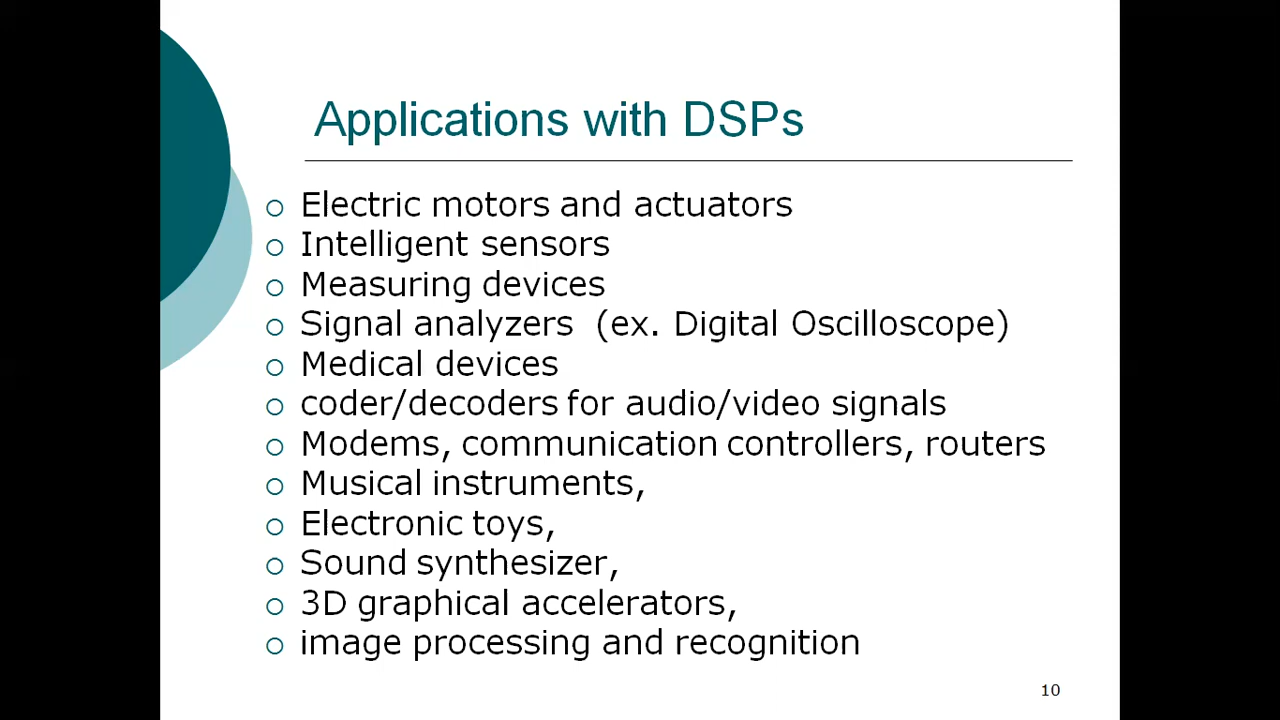 Applications with DSPs
Electric motors and actuators
Intelligent sensors
Measuring devices
Signal analyzers  (ex. Digital Oscilloscope)
Medical devices
coder/decoders for audio/video signals
Modems, communication controllers, routers
Musical instruments,
Electronic toys,
Sound synthesizer,
3D graphical accelerators,
image processing and recognition
10